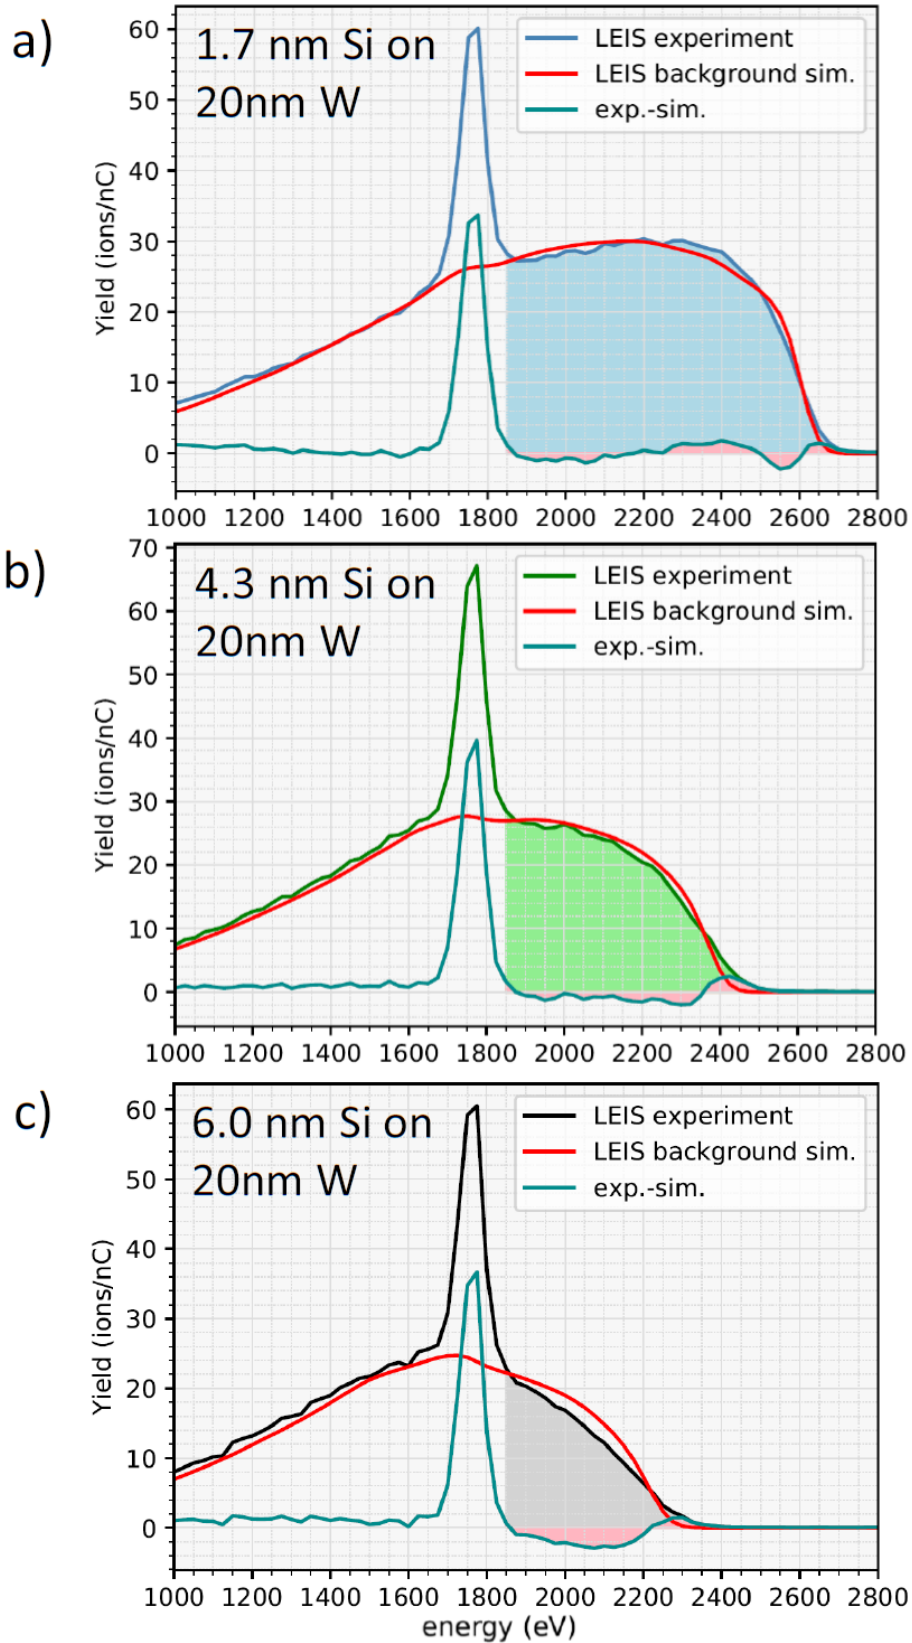 a)
1.7 nm Si on
20nm W
LEIS experiment
LEIS background sim.
exp.-sim.
Yield (ions/nC)
60
50
40
30
20
10
0
1000 1200 1400 1600 1800 2000 2200 2400 2600 2800
b)
4.3 nm Si on
20nm W
LEIS experiment
LEIS background sim.
exp.-sim.
Yield (ions/nC)
70
60
50
40
30
20
10
0
1000 1200 1400 1600 1800 2000 2200 2400 2600 2800
c)
6.0 nm Si on
20nm W
LEIS experiment
LEIS background sim.
exp.-sim.
Yield (ions/nC)
60
50
40
30
20
10
0
1000 1200 1400 1600 1800 2000 2200 2400 2600 2800
energy (eV)